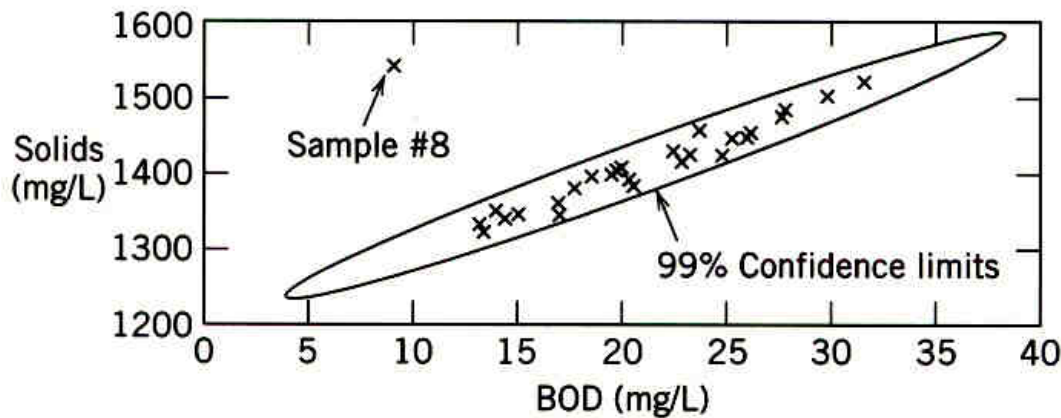 1600
1500
Sample #8
Solids
(mg/L)
1400
1300
99% Confidence limits
1200
0 5 10 15 20 25 30 35 40
BOD (mg/L)